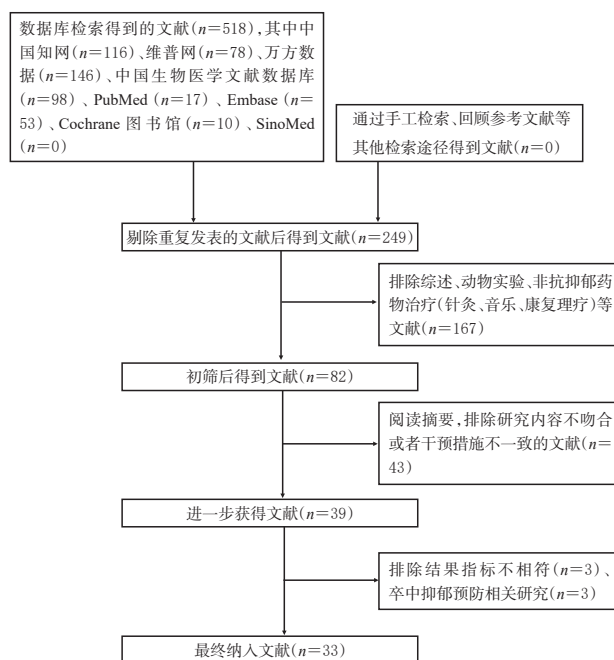 数据库检索得到的文献(n=518),其中中
国知网(n=116)、维普网(n=78)、万方
数据(n=146)、中国生物医学文献数据库
(n=98)、PubMed (n=17)、Embase (n=
53)、Cochrane 图书馆(n=10)、SinoMed
(n=0)
通过手工检索、回顾参考文献等
其他检索途径得到文献(n=0)
剔除重复发表的文献后得到文献(n=249)
排除综述、动物实验、非抗抑郁药
物治疗(针灸、音乐、康复理疗)等
文献(n=167)
初筛后得到文献(n=82)
阅读摘要,排除研究内容不吻合
或者干预措施不一致的文献(n=
43)
进一步获得文献(n=39)
排除结果指标不相符(n=3)、
卒中抑郁预防相关研究(n=3)
最终纳入文献(n=33)